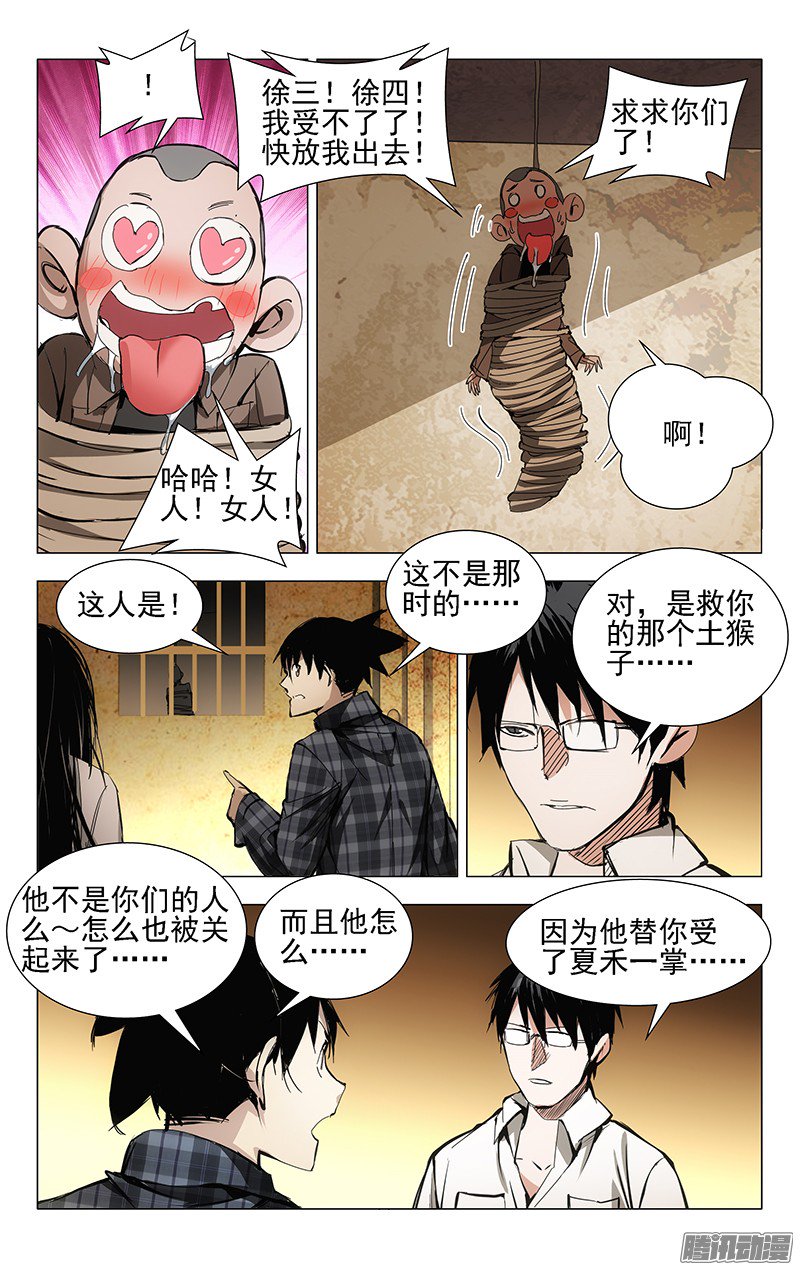 ！
徐三！徐四！
我受不了了！
快放我出去！
求求你们
了！
哈哈！女
人！女人！
啊！
这人是！
这不是那
时的……
对，是救你
的那个土猴
子……
他不是你们的人
么～怎么也被关
起来了……
而且他怎
么……
因为他替你受
了夏禾一掌……
腾讯动漫